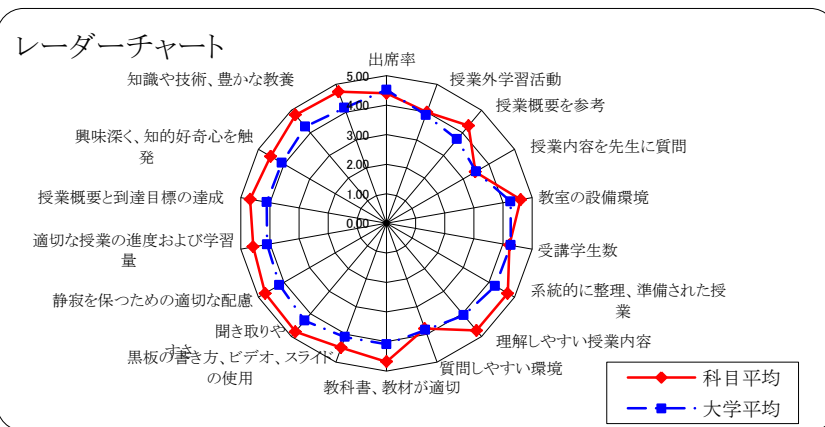 レーダーチャート
出席率
授業外学習活動
授業概要を参考
授業内容を先生に質問
教室の設備環境
受講学生数
系統的に整理、準備された授
業
理解しやすい授業内容
質問しやすい環境
教科書、教材が適切
黒板の書き方、ビデオ、スライド
の使用
聞き取りや
すさ
静寂を保つための適切な配慮
適切な授業の進度および学習
量
授業概要と到達目標の達成
興味深く、知的好奇心を触
発
知識や技術、豊かな教養
5.00
4.00
3.00
2.00
1.00
0.00
科目平均
大学平均